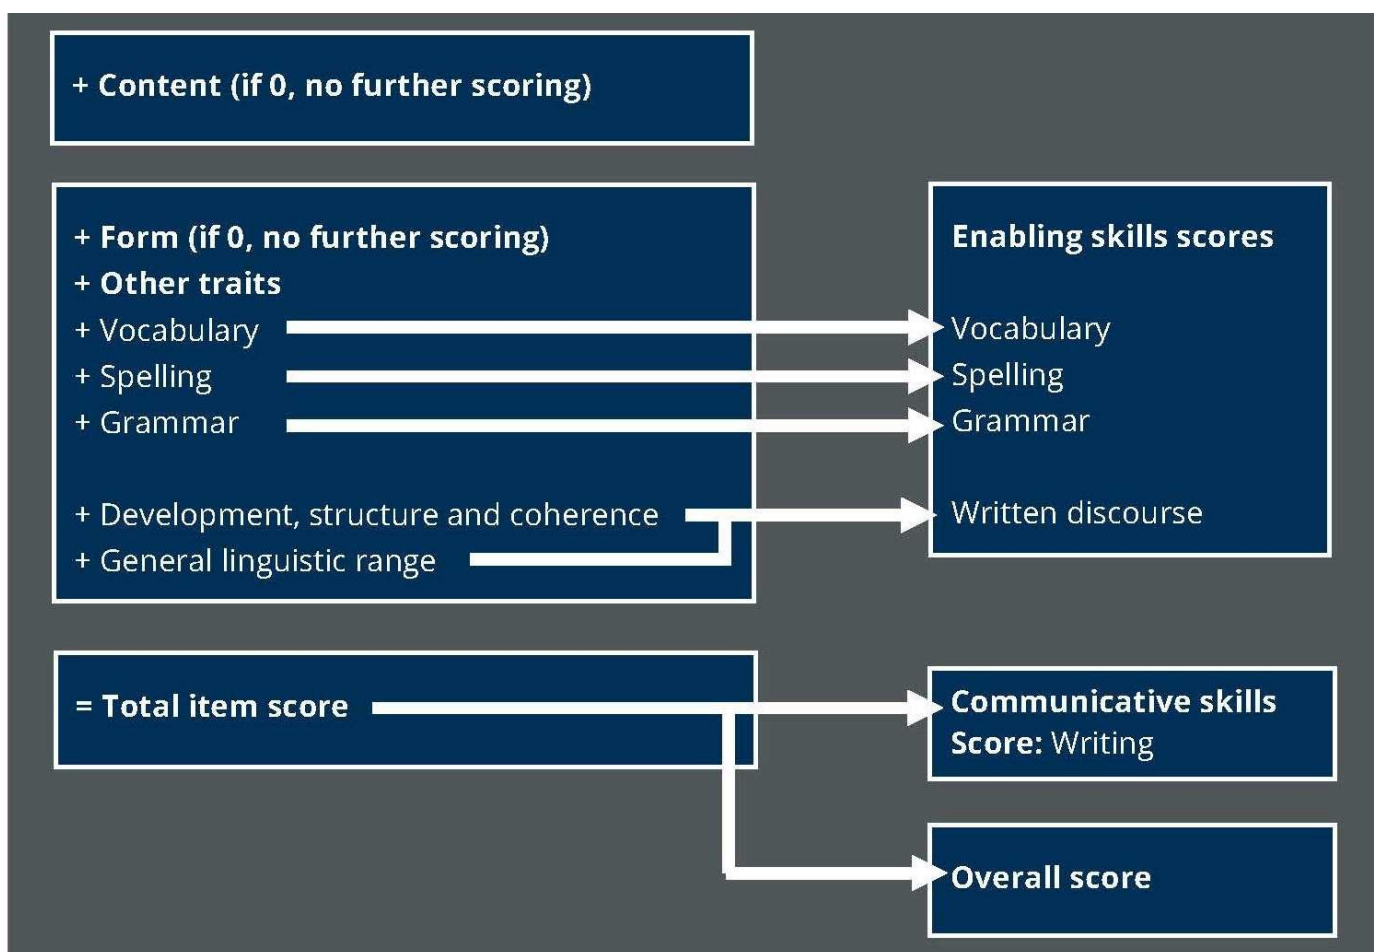 + Content (if 0, no further scoring)
+ Form (if 0, no further scoring)
+ Other traits
+ Vocabulary
+ Spelling
+ Grammar
+ Development, structure and coherence
+ General linguistic range
Enabling skills scores
Vocabulary
Spelling
Grammar
Written discourse
= Total item score
Communicative skills
Score: Writing
Overall score